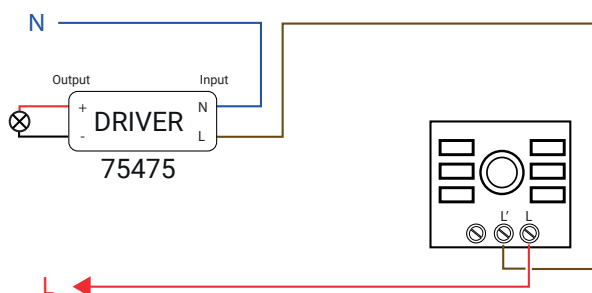 N
Output Input
+ N
DRIVER
- L
75475
L' L
L